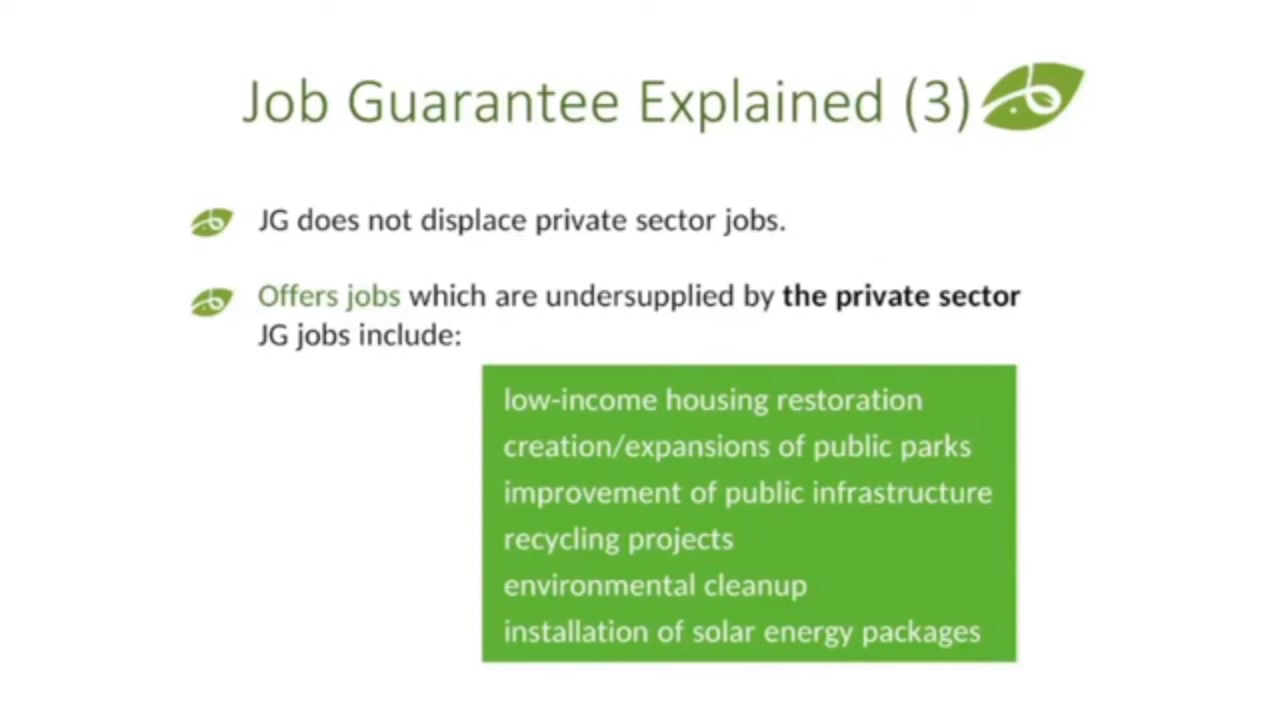 Job Guarantee Explained (3)
JG does not displace private sector jobs.
Offers jobs which are undersupplied by the private sector
JG jobs include:
low-income housing restoration
creation/expansions of public parks
improvement of public infrastructure
recycling projects
environmental cleanup
installation of solar energy packages